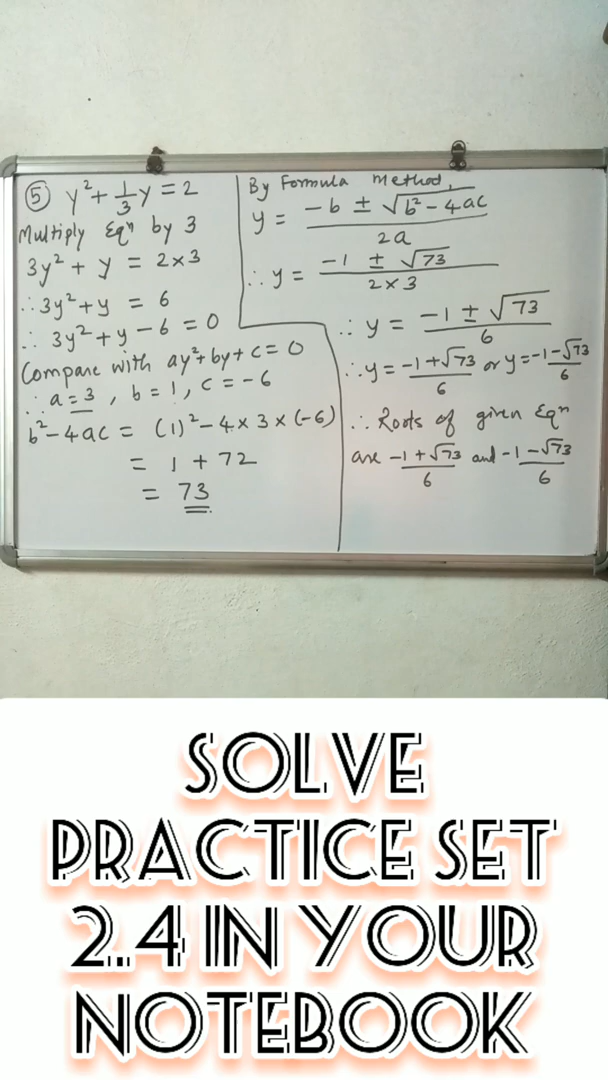 ⑤ y² + 1/3 y = 2
Multiply Eqⁿ by 3
3y² + y = 2×3
∴ 3y² + y = 6
∴ 3y² + y − 6 = 0
Compare with ay² + by + c = 0
∴ a = 3, b = 1, c = −6
b² − 4ac = (1)² − 4×3×(−6)
= 1 + 72
= 73
By Formula Method,
y = (−b ± √(b² − 4ac)) / 2a
∴ y = (−1 ± √73) / 2×3
∴ y = (−1 ± √73) / 6
∴ y = (−1+√73) / 6 or y = (−1−√73) / 6
∴ Roots of given Eqⁿ
are (−1+√73) / 6 and (−1−√73) / 6
SOLVE
PRACTICE SET
2.4 IN YOUR
NOTEBOOK